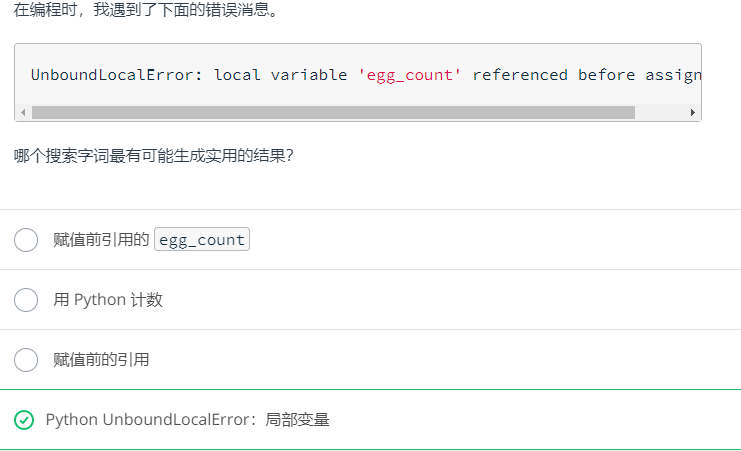 在编程时，我遇到了下面的错误消息。
UnboundLocalError: local variable 'egg_count' referenced before assign
哪个搜索字词最有可能生成实用的结果？
赋值前引用的 egg_count
用 Python 计数
赋值前的引用
Python UnboundLocalError：局部变量